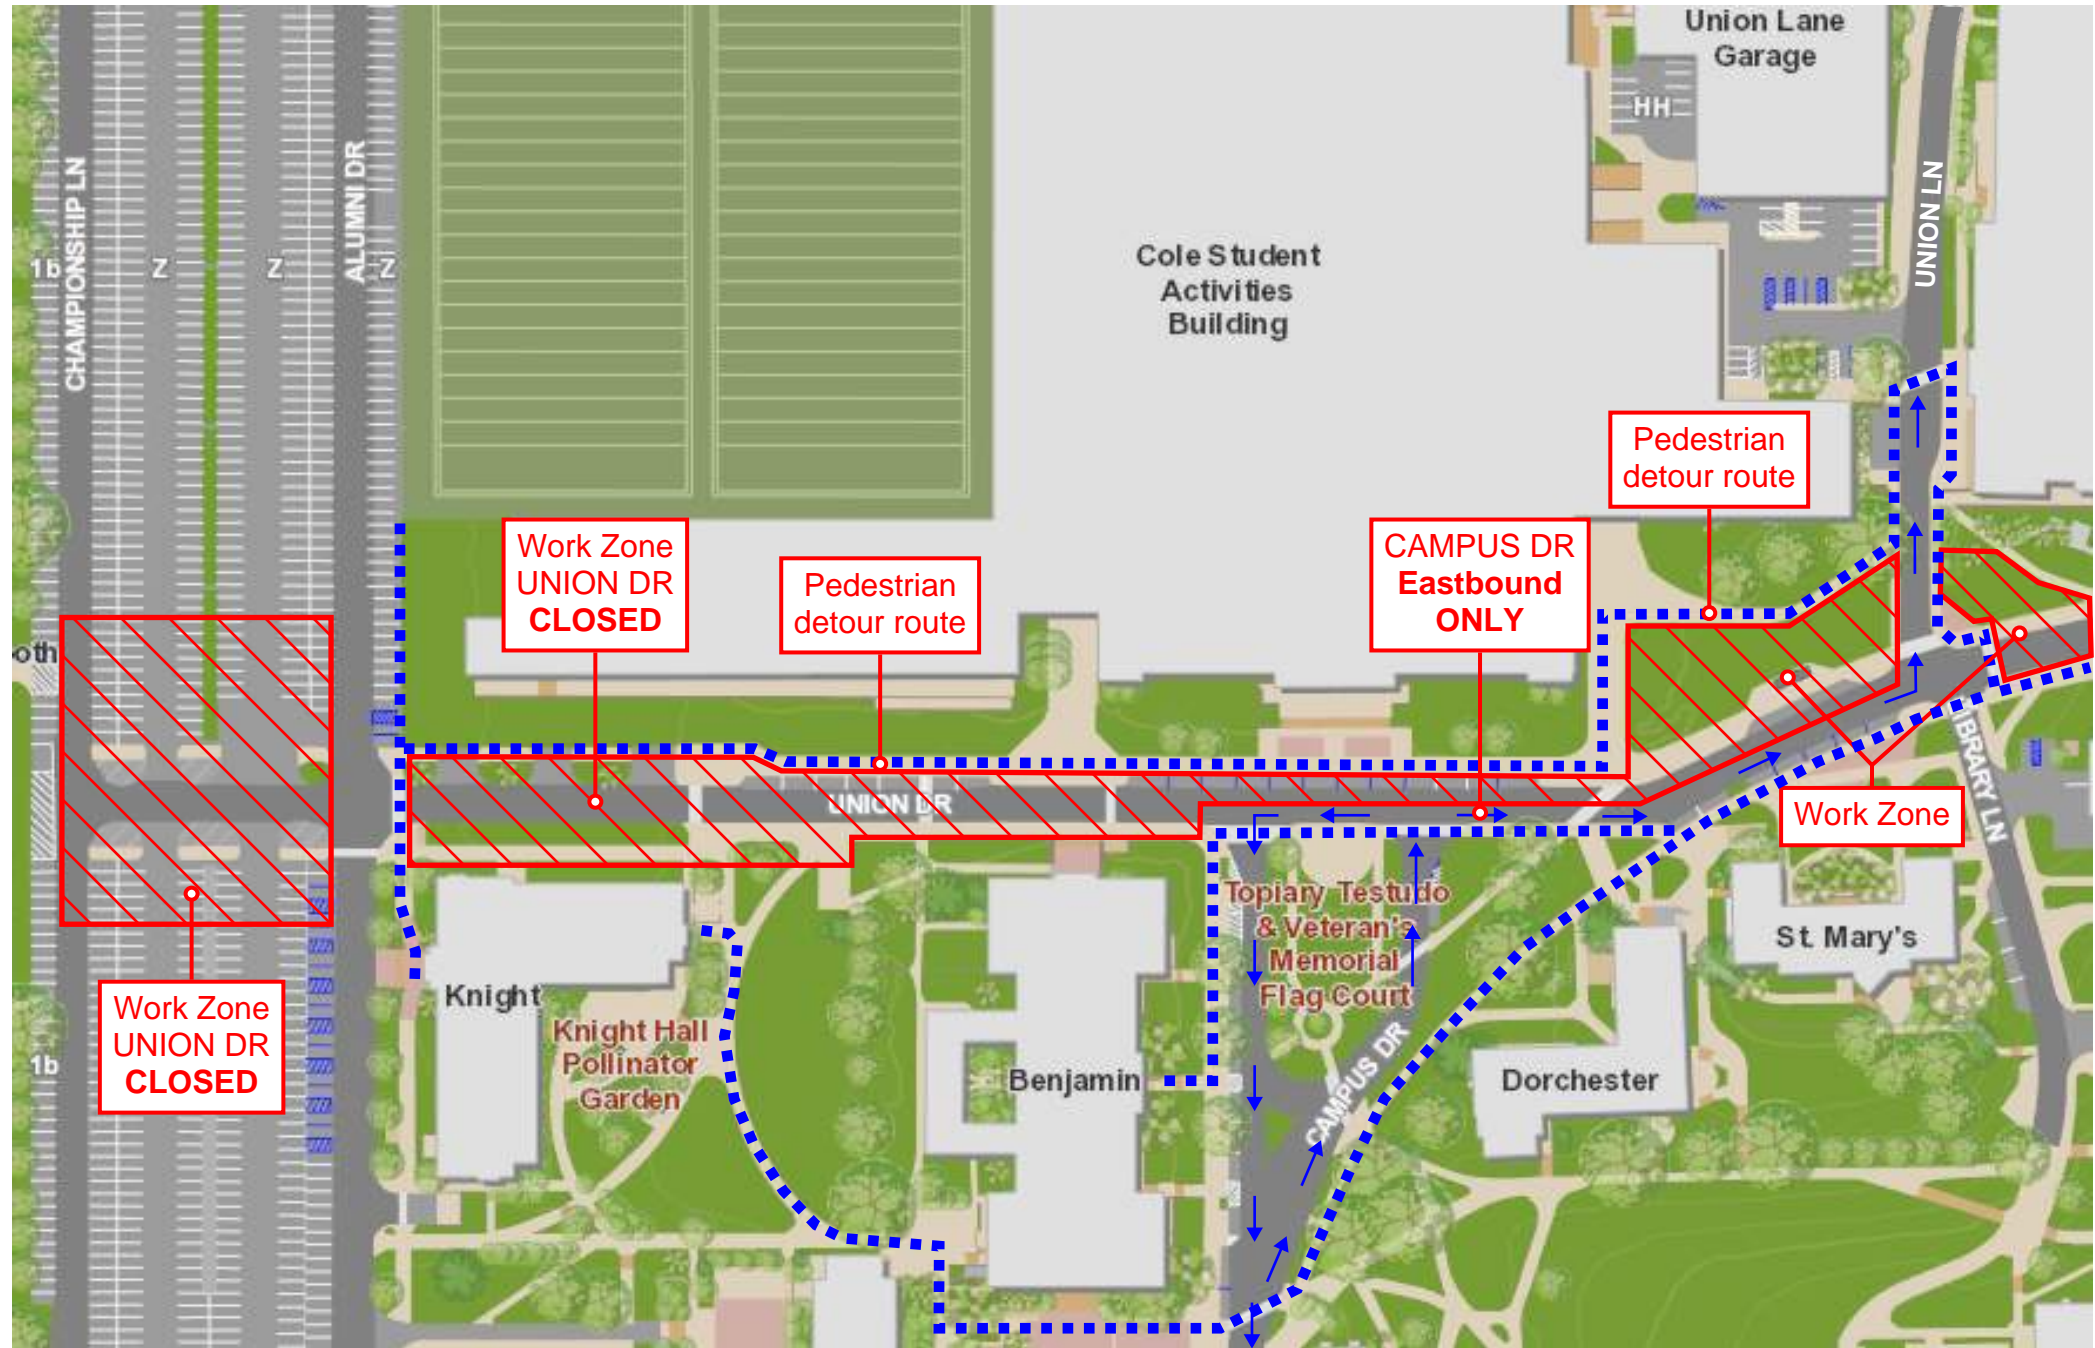 Union Lane
Garage
HH
UNION LN
CHAMPIONSHIP LN
ALUMNI DR
1b
Z
Z
Z
Cole Student
Activities
Building
Pedestrian
detour route
Work Zone
UNION DR
CLOSED
Pedestrian
detour route
CAMPUS DR
Eastbound
ONLY
oth
UNION DR
LIBRARY LN
Work Zone
Topiary Testudo
& Veteran's
Memorial
Flag Court
St. Mary's
Knight
Knight Hall
Pollinator
Garden
Work Zone
UNION DR
CLOSED
1b
Benjamin
CAMPUS DR
Dorchester